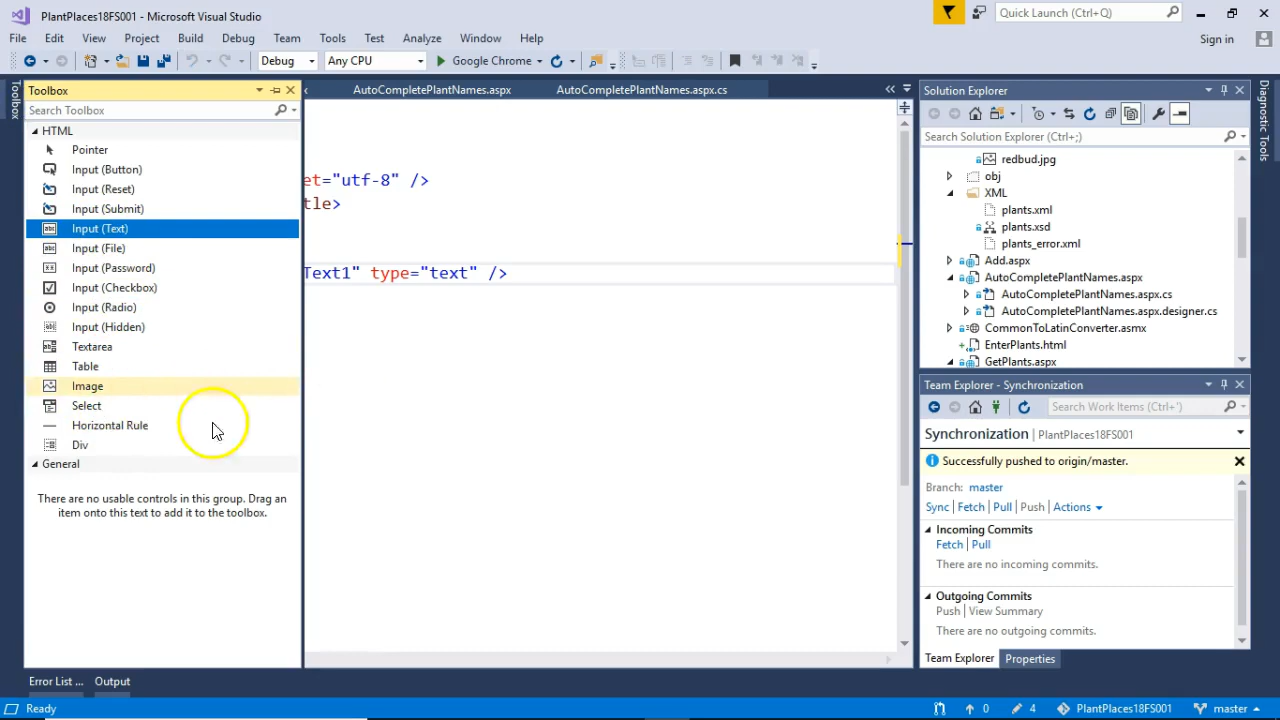 PlantPlaces18FS001 - Microsoft Visual Studio
Quick Launch (Ctrl+Q)
File Edit View Project Build Debug Team Tools Test Analyze Window Help
Sign in
Debug Any CPU Google Chrome
Toolbox
Toolbox
Search Toolbox
HTML
Pointer
Input (Button)
Input (Reset)
Input (Submit)
Input (Text)
Input (File)
Input (Password)
Input (Checkbox)
Input (Radio)
Input (Hidden)
Textarea
Table
Image
Select
Horizontal Rule
Div
General
There are no usable controls in this group. Drag an
item onto this text to add it to the toolbox.
AutoCompletePlantNames.aspx AutoCompletePlantNames.aspx.cs
et="utf-8" />
tle>
Text1" type="text" />
Solution Explorer
Search Solution Explorer (Ctrl+;)
redbud.jpg
obj
XML
plants.xml
plants.xsd
plants_error.xml
Add.aspx
AutoCompletePlantNames.aspx
AutoCompletePlantNames.aspx.cs
AutoCompletePlantNames.aspx.designer.cs
CommonToLatinConverter.asmx
EnterPlants.html
GetPlants.aspx
Diagnostic Tools
Team Explorer - Synchronization
Search Work Items (Ctrl+')
Synchronization | PlantPlaces18FS001
Successfully pushed to origin/master.
Branch: master
Sync | Fetch | Pull | Push | Actions
Incoming Commits
Fetch | Pull
There are no incoming commits.
Outgoing Commits
Push | View Summary
There are no outgoing commits.
Team Explorer Properties
Error List ... Output
Ready 0 4 PlantPlaces18FS001 master